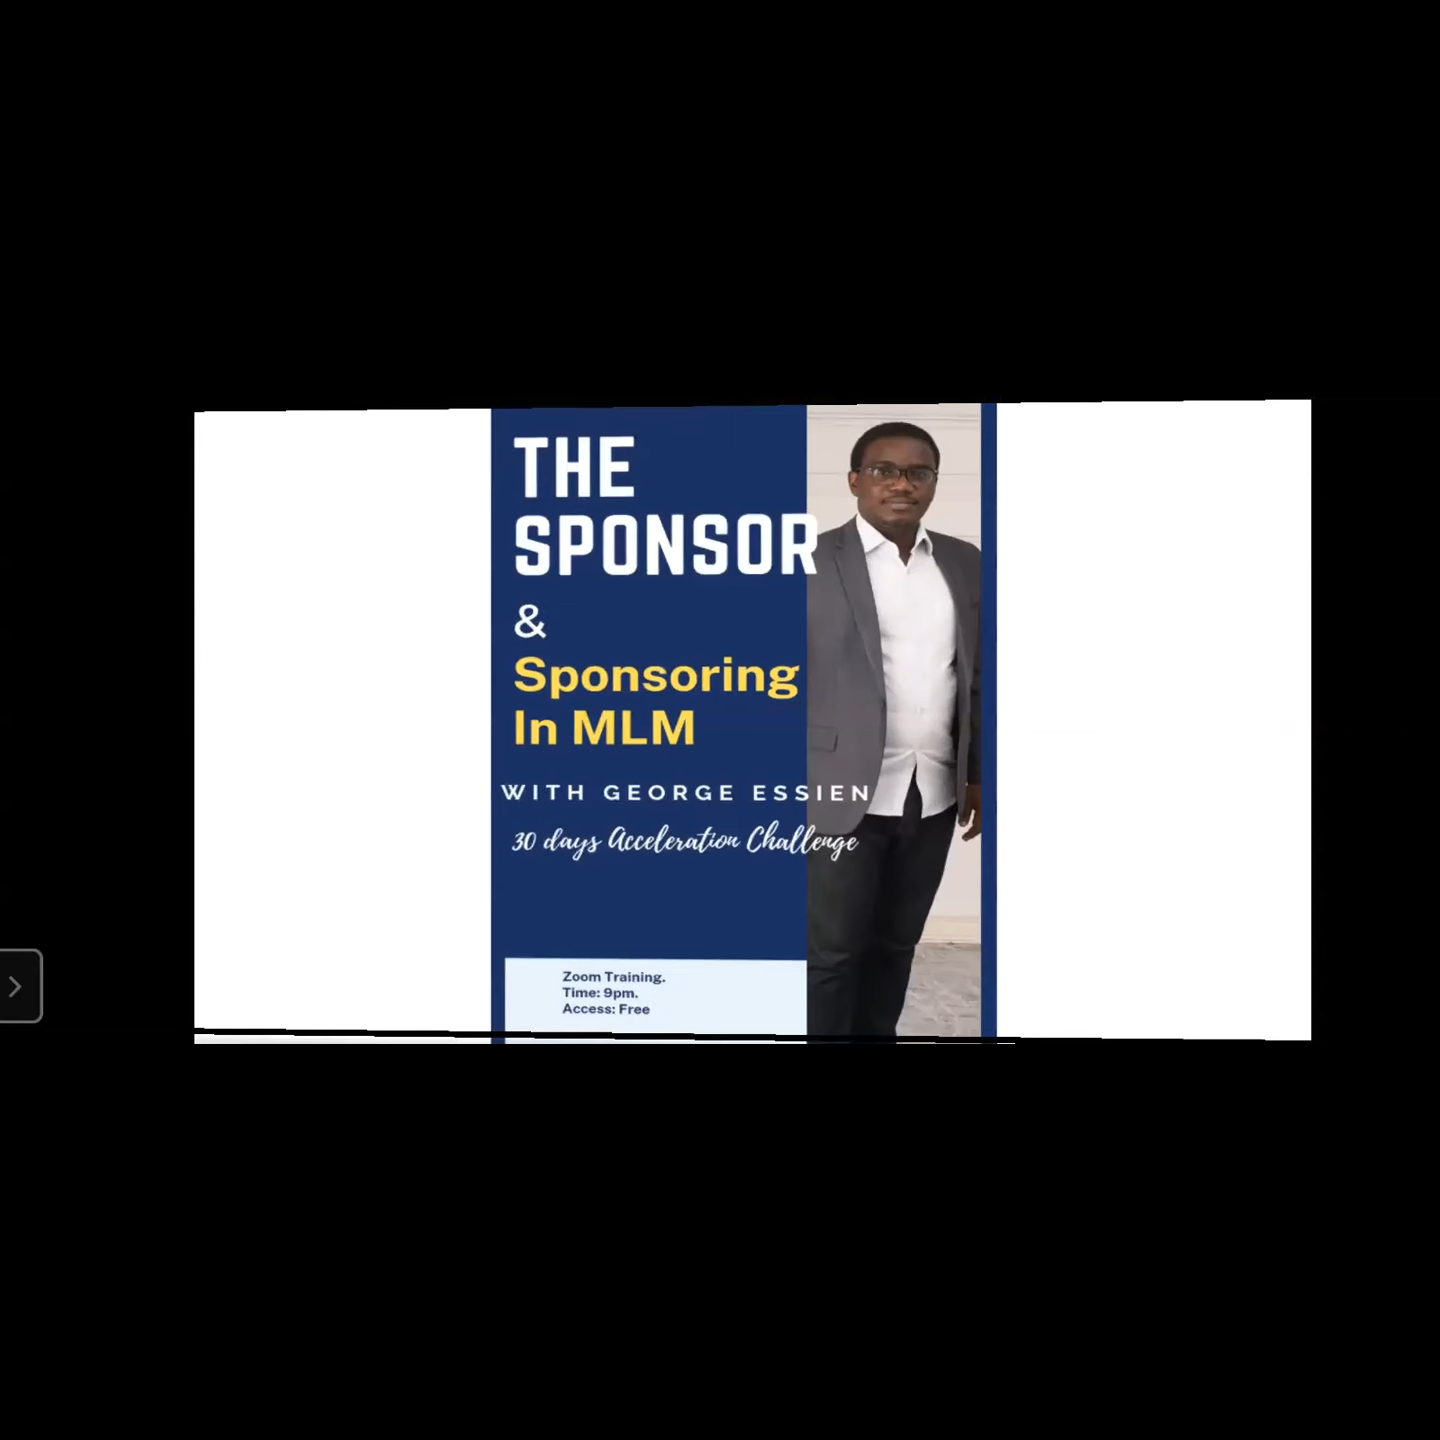 THE
SPONSOR
&
Sponsoring
In MLM
WITH GEORGE ESSIEN
30 days Acceleration Challenge
Zoom Training.
Time: 9pm.
Access: Free